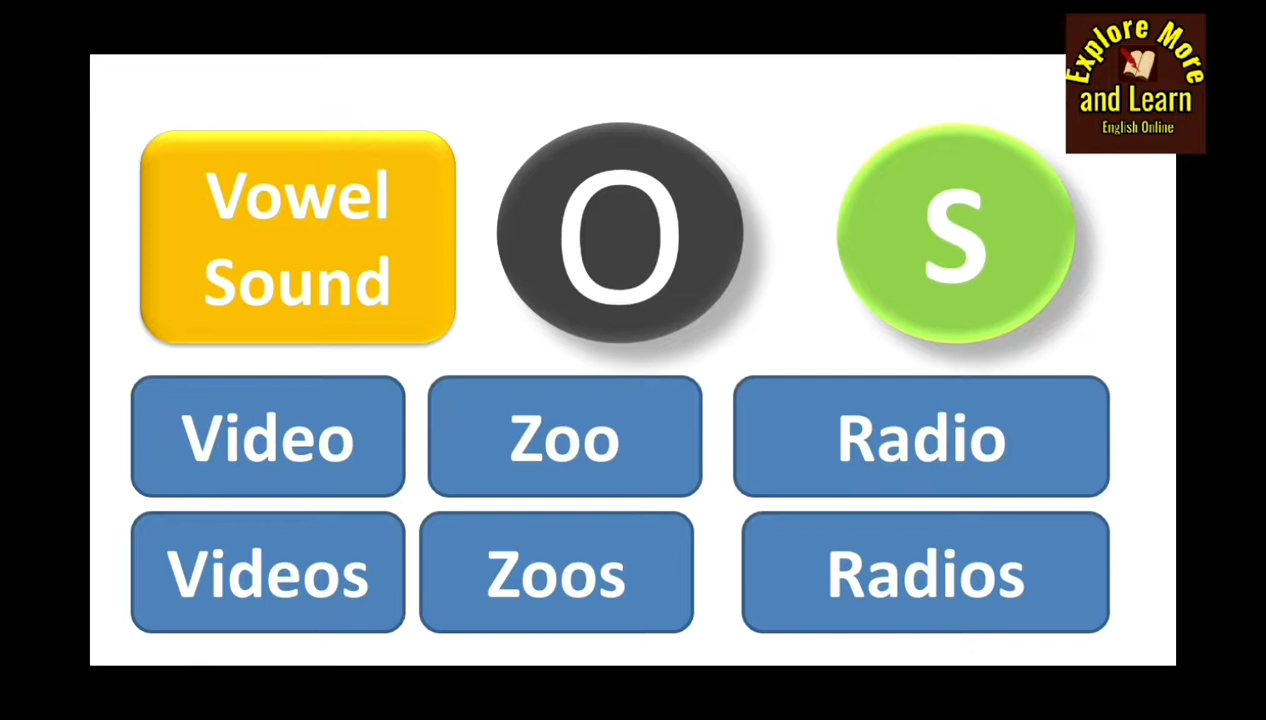 Explore More
and Learn
English Online
Vowel
Sound
O
s
Video
Zoo
Radio
Videos
Zoos
Radios